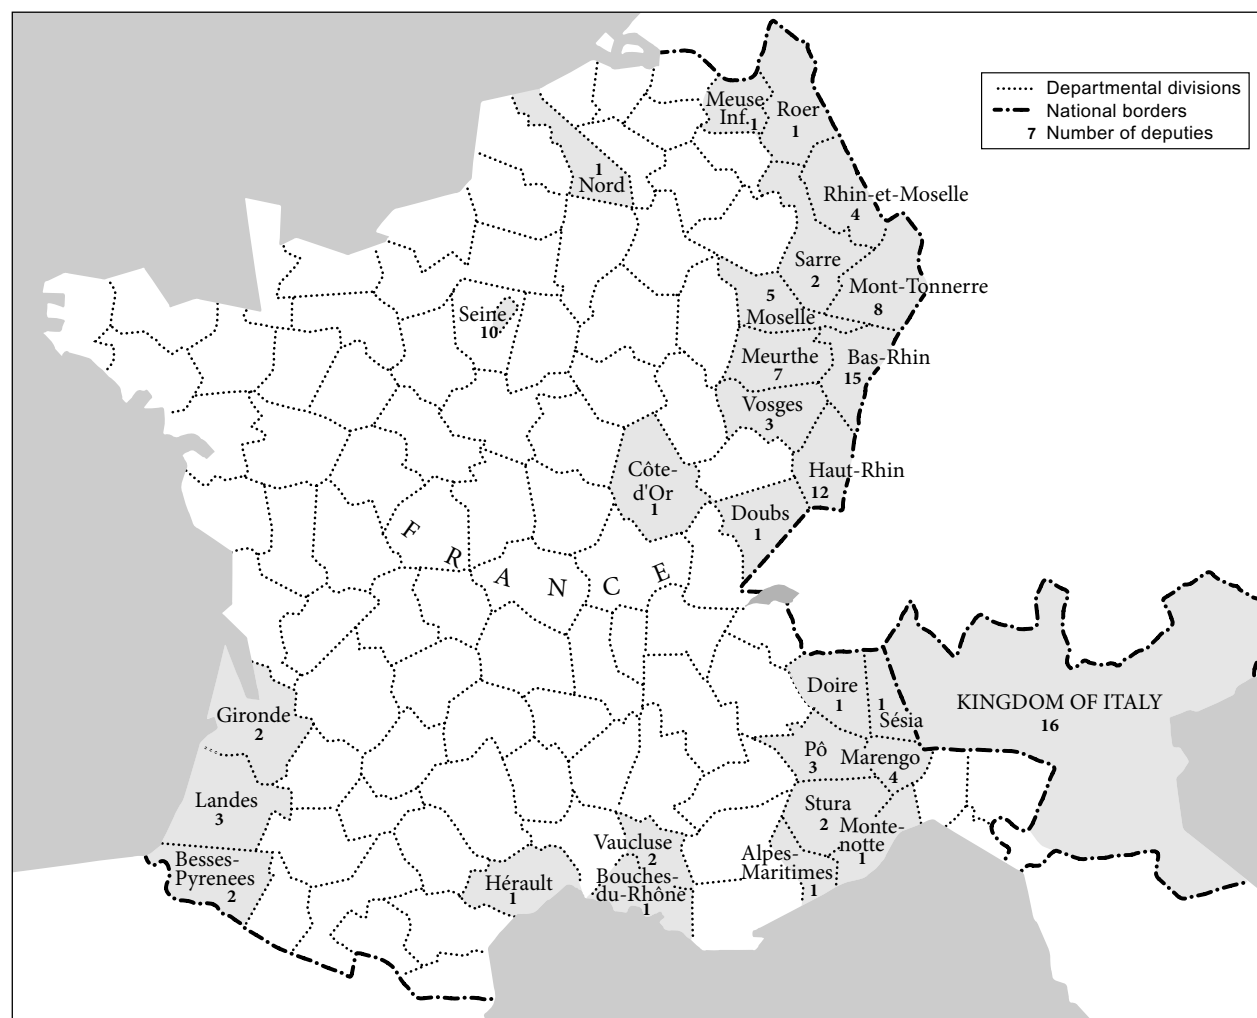 Departmental divisions
National borders
7 Number of deputies
Meuse
Inf.
1
Roer
1
1
Nord
Rhin-et-Moselle
4
Sarre
2
Mont-Tonnerre
8
5
Moselle
Seine
10
Meurthe
7
Bas-Rhin
15
Vosges
3
Côte-
d'Or
1
Haut-Rhin
12
Doubs
1
FRANCE
Doire
1
1
Sésia
KINGDOM OF ITALY
16
Gironde
2
Pô
3
Marengo
4
Landes
3
Stura
2
Monte-
notte
1
Vaucluse
2
Alpes-
Maritimes
1
Besses-
Pyrenees
2
Hérault
1
Bouches-
du-Rhône
1